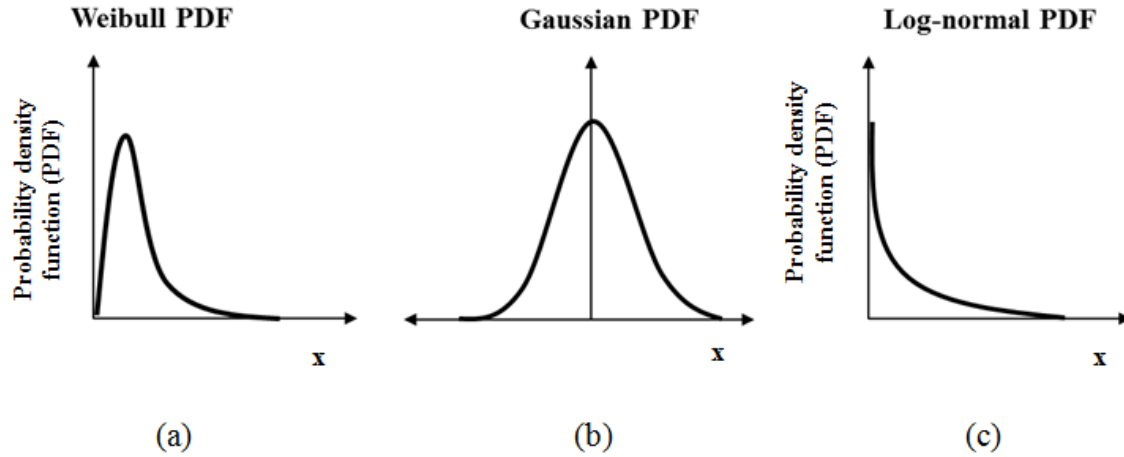 Weibull PDF
Probability density
function (PDF)
x
(a)
Gaussian PDF
x
(b)
Log-normal PDF
Probability density
function (PDF)
x
(c)